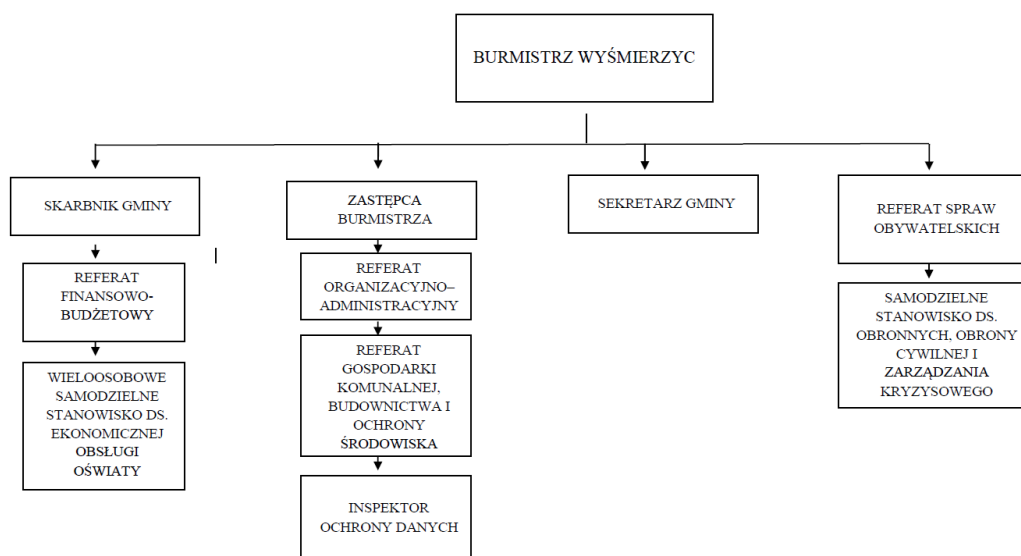 BURMISTRZ WYŚMIERZYC
SKARBNIK GMINY
REFERAT
FINANSOWO-
BUDŻETOWY
WIELOOSOBOWE
SAMODZIELNE
STANOWISKO DS.
EKONOMICZNEJ
OBSŁUGI
OŚWIATY
ZASTĘPCA
BURMISTRZA
REFERAT
ORGANIZACYJNO–
ADMINISTRACYJNY
REFERAT
GOSPODARKI
KOMUNALNEJ,
BUDOWNICTWA I
OCHRONY
ŚRODOWISKA
INSPEKTOR
OCHRONY DANYCH
SEKRETARZ GMINY
REFERAT SPRAW
OBYWATELSKICH
SAMODZIELNE
STANOWISKO DS.
OBRONNYCH, OBRONY
CYWILNEJ I
ZARZĄDZANIA
KRYZYSOWEGO